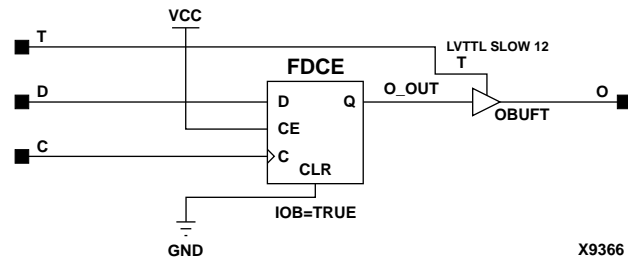 VCC
T
LVTTL SLOW 12
T
FDCE
D
D
Q
O_OUT
O
CE
OBUFT
C
C
CLR
IOB=TRUE
GND
X9366